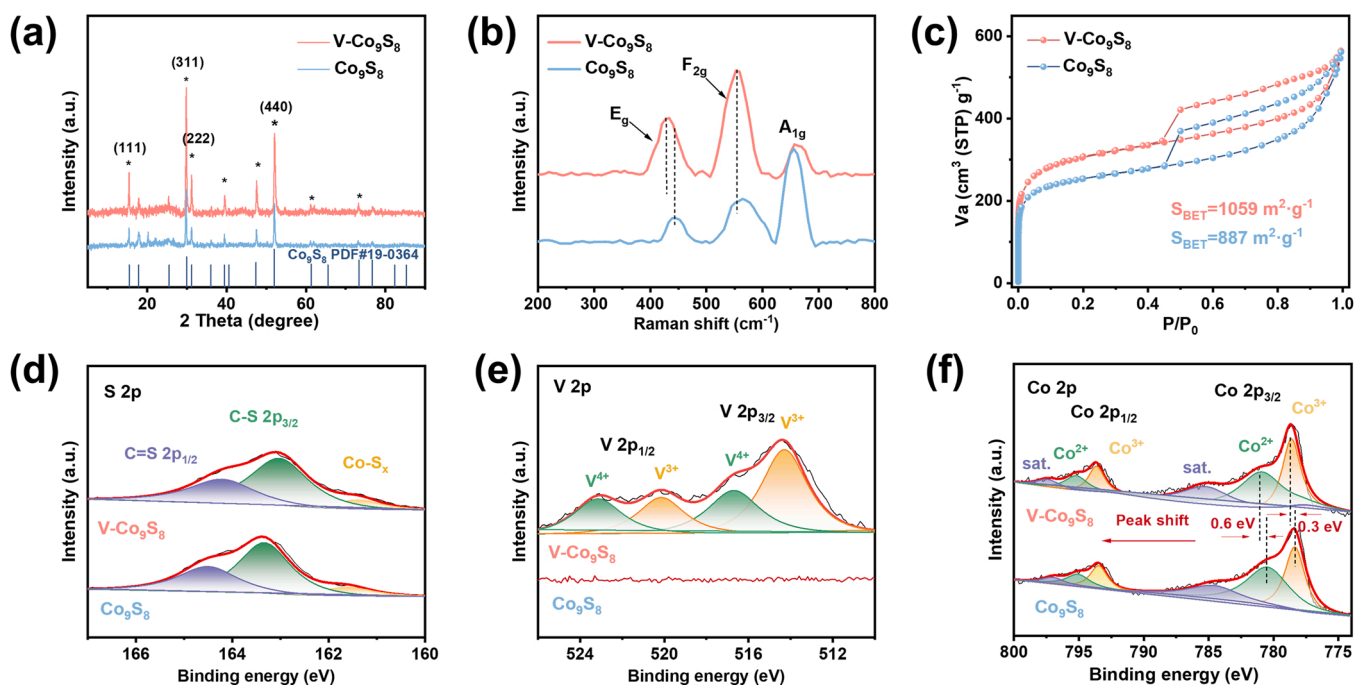 (a)
V-Co₉S₈
Co₉S₈
(311)
(440)
(222)
(111)
*
*
*
*
*
*
*
*
Co₉S₈ PDF#19-0364
Intensity (a.u.)
20 40 60 80
2 Theta (degree)
(b)
V-Co₉S₈
Co₉S₈
F₂g
Eg
A₁g
Intensity (a.u.)
200 300 400 500 600 700 800
Raman shift (cm⁻¹)
(c)
V-Co₉S₈
Co₉S₈
600
400
200
0
Va (cm³ (STP) g⁻¹)
S_BET=1059 m²·g⁻¹
S_BET=887 m²·g⁻¹
0.0 0.2 0.4 0.6 0.8 1.0
P/P₀
(d)
S 2p
C-S 2p₃/₂
C=S 2p₁/₂
Co-Sₓ
V-Co₉S₈
Co₉S₈
Intensity (a.u.)
166 164 162 160
Binding energy (eV)
(e)
V 2p
V 2p₃/₂
V³⁺
V 2p₁/₂
V⁴⁺
V³⁺
V⁴⁺
V-Co₉S₈
Co₉S₈
Intensity (a.u.)
524 520 516 512
Binding energy (eV)
(f)
Co 2p
Co 2p₃/₂
Co 2p₁/₂
Co³⁺
Co²⁺
Co³⁺
Co²⁺
sat.
sat.
V-Co₉S₈
Peak shift
0.6 eV
0.3 eV
Co₉S₈
Intensity (a.u.)
800 795 790 785 780 775
Binding energy (eV)